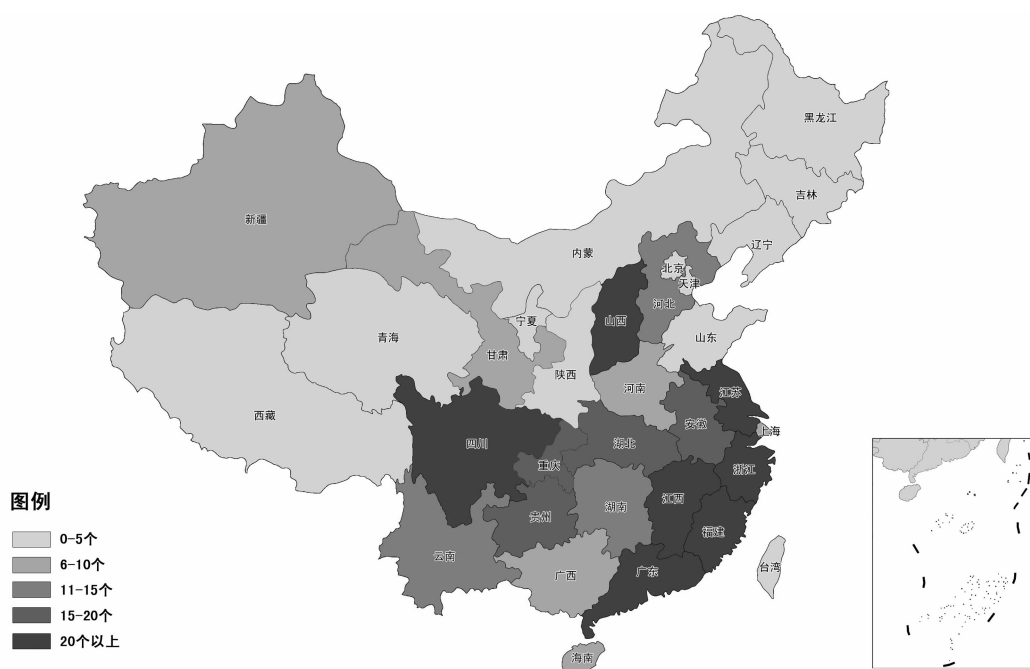 黑龙江
吉林
新疆
辽宁
内蒙
北京
天津
河北
宁夏
山西
青海
山东
甘肃
陕西
河南
江苏
西藏
安徽
上海
四川
湖北
重庆
浙江
图例
江西
湖南
贵州
福建
0-5个
云南
6-10个
台湾
广东
广西
11-15个
15-20个
20个以上
海南